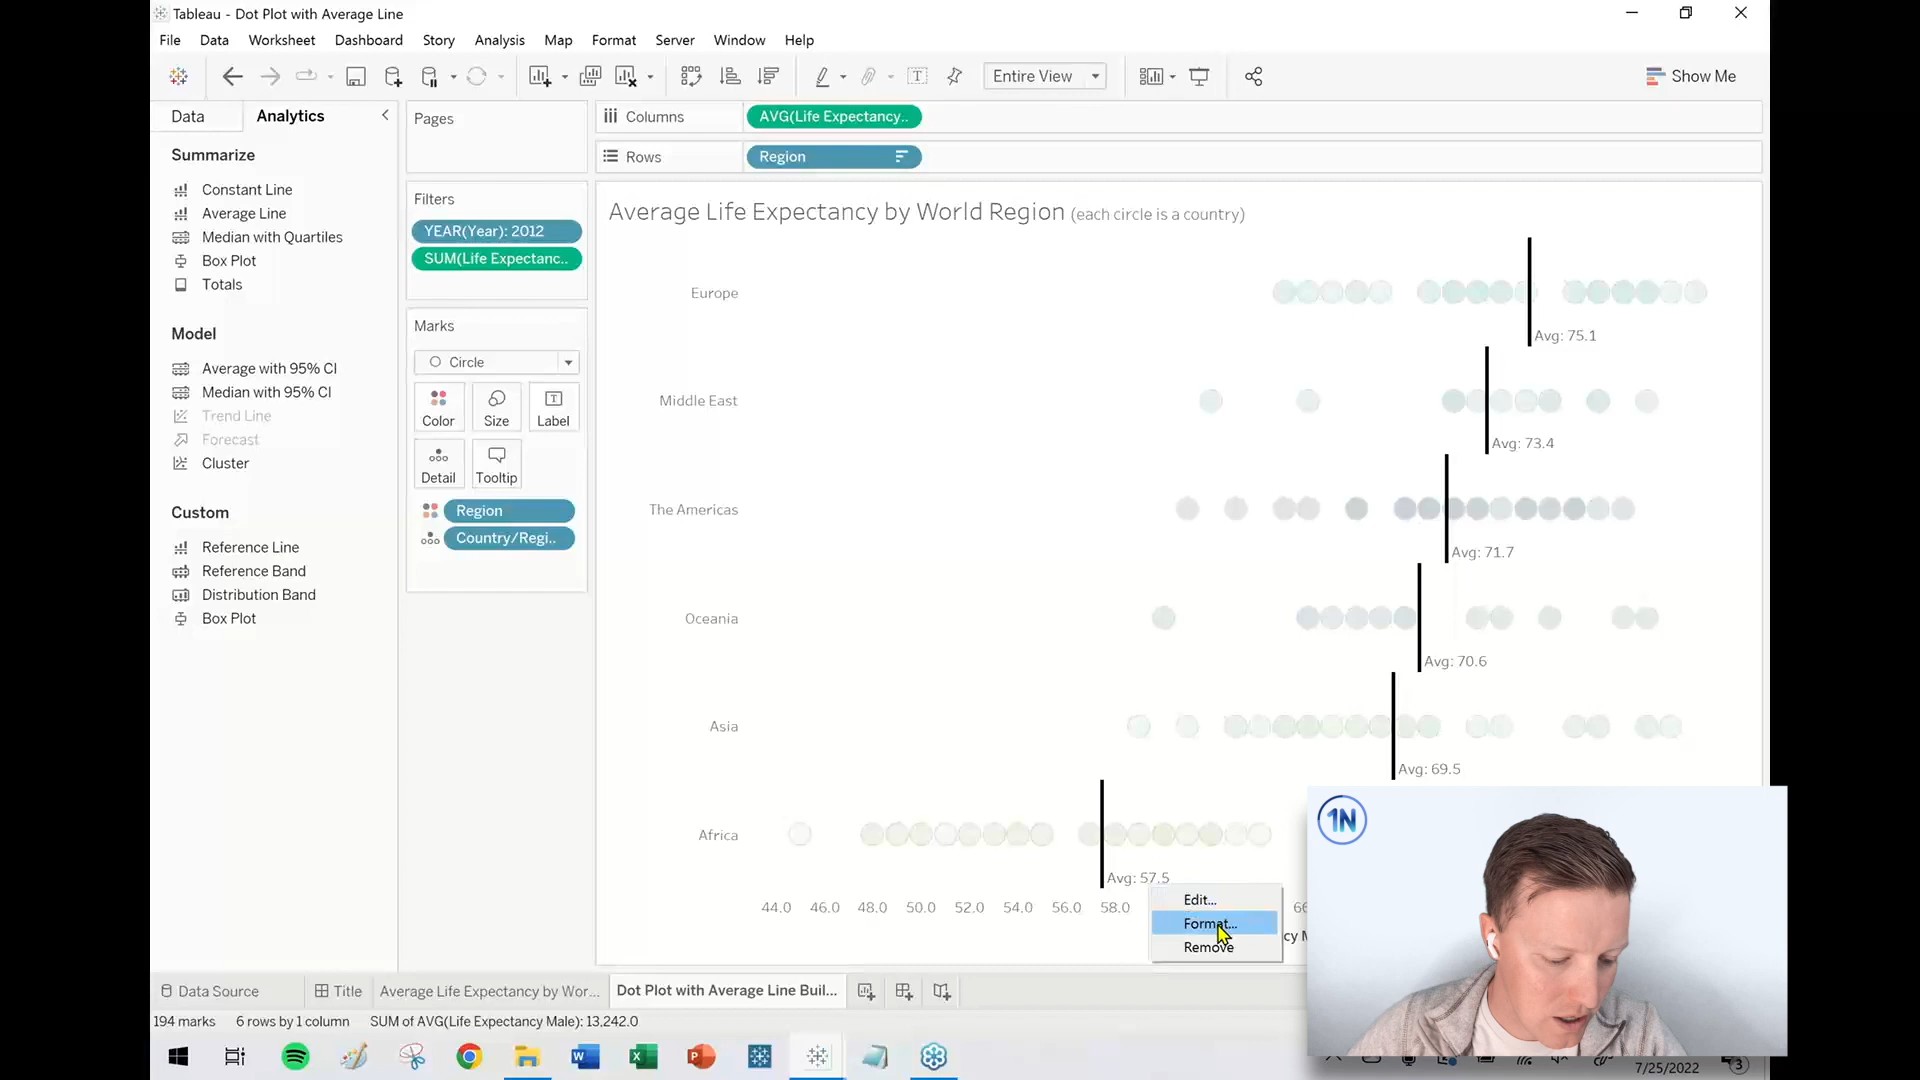 Tableau - Dot Plot with Average Line
File Data Worksheet Dashboard Story Analysis Map Format Server Window Help
Entire View
Show Me
Data Analytics
Summarize
Constant Line
Average Line
Median with Quartiles
Box Plot
Totals
Model
Average with 95% CI
Median with 95% CI
Trend Line
Forecast
Cluster
Custom
Reference Line
Reference Band
Distribution Band
Box Plot
Pages
Filters
YEAR(Year): 2012
SUM(Life Expectanc..
Marks
Circle
Color Size Label
Detail Tooltip
Region
Country/Regi..
Columns AVG(Life Expectancy..
Rows Region
Average Life Expectancy by World Region (each circle is a country)
Europe
Avg: 75.1
Middle East
Avg: 73.4
The Americas
Avg: 71.7
Oceania
Avg: 70.6
Asia
Avg: 69.5
Africa
Avg: 57.5
44.0 46.0 48.0 50.0 52.0 54.0 56.0 58.0 66
Edit...
Format...
Remove
cy M
1N
Data Source Title Average Life Expectancy by Wor... Dot Plot with Average Line Buil...
194 marks 6 rows by 1 column SUM of AVG(Life Expectancy Male): 13,242.0
7/25/2022
3